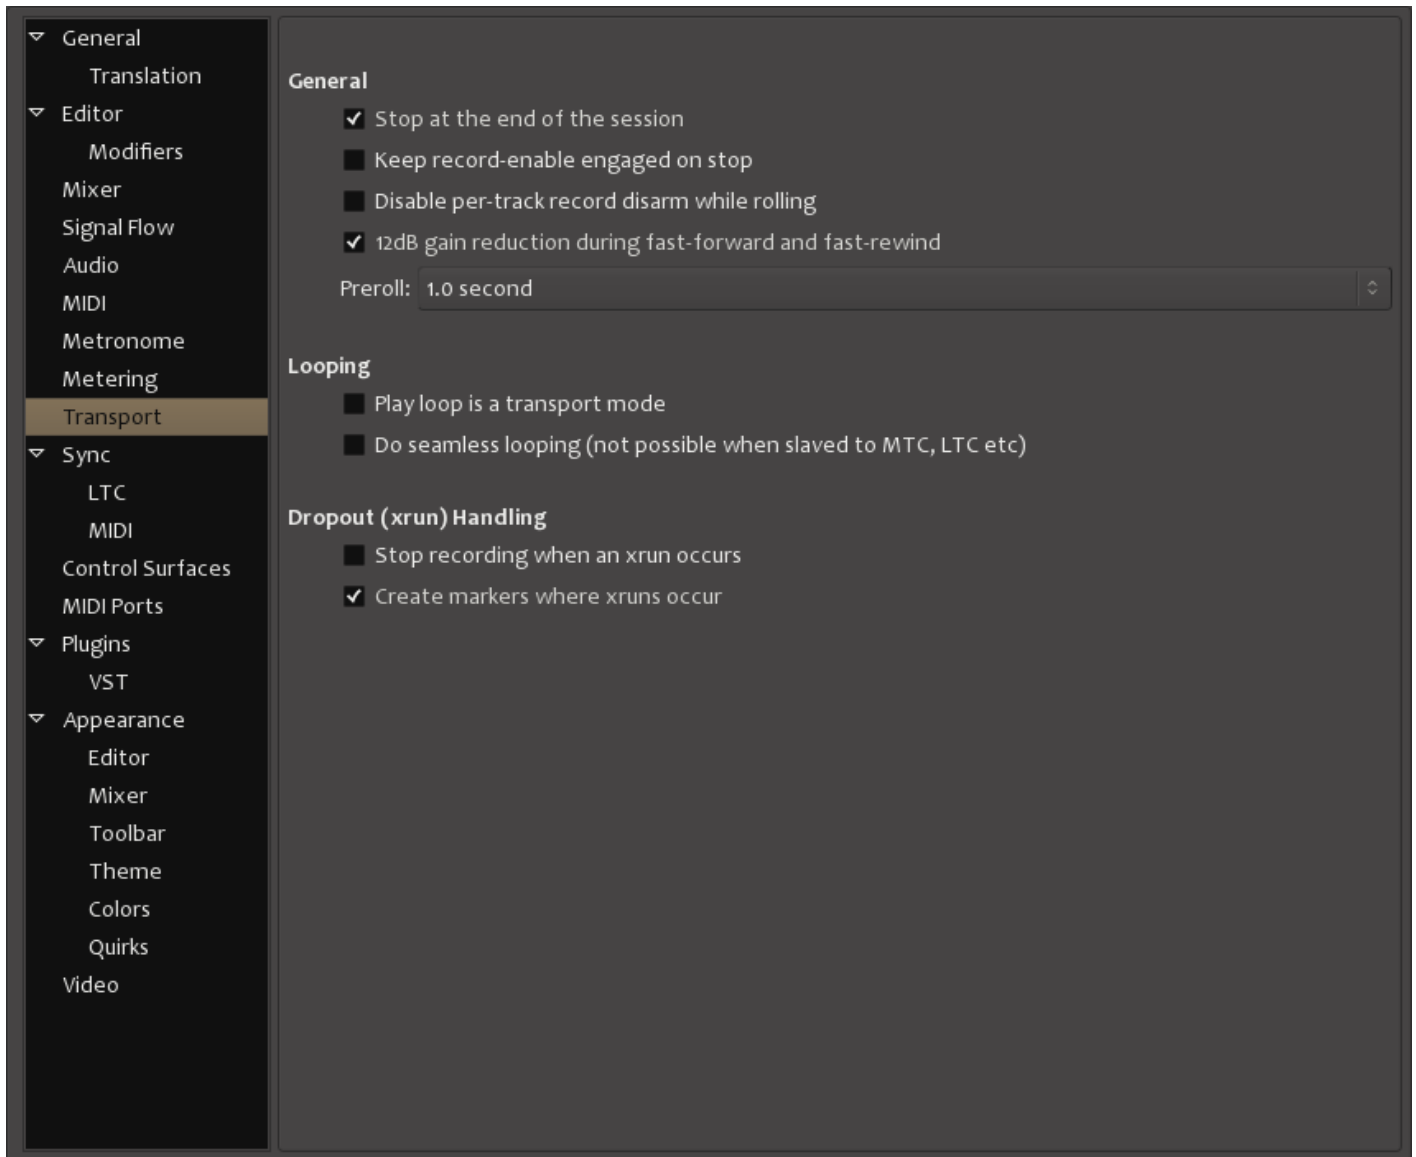 General
Translation
Editor
Modifiers
Mixer
Signal Flow
Audio
MIDI
Metronome
Metering
Transport
Sync
LTC
MIDI
Control Surfaces
MIDI Ports
Plugins
VST
Appearance
Editor
Mixer
Toolbar
Theme
Colors
Quirks
Video
General
Stop at the end of the session
Keep record-enable engaged on stop
Disable per-track record disarm while rolling
12dB gain reduction during fast-forward and fast-rewind
Preroll: 1.0 second
Looping
Play loop is a transport mode
Do seamless looping (not possible when slaved to MTC, LTC etc)
Dropout (xrun) Handling
Stop recording when an xrun occurs
Create markers where xruns occur